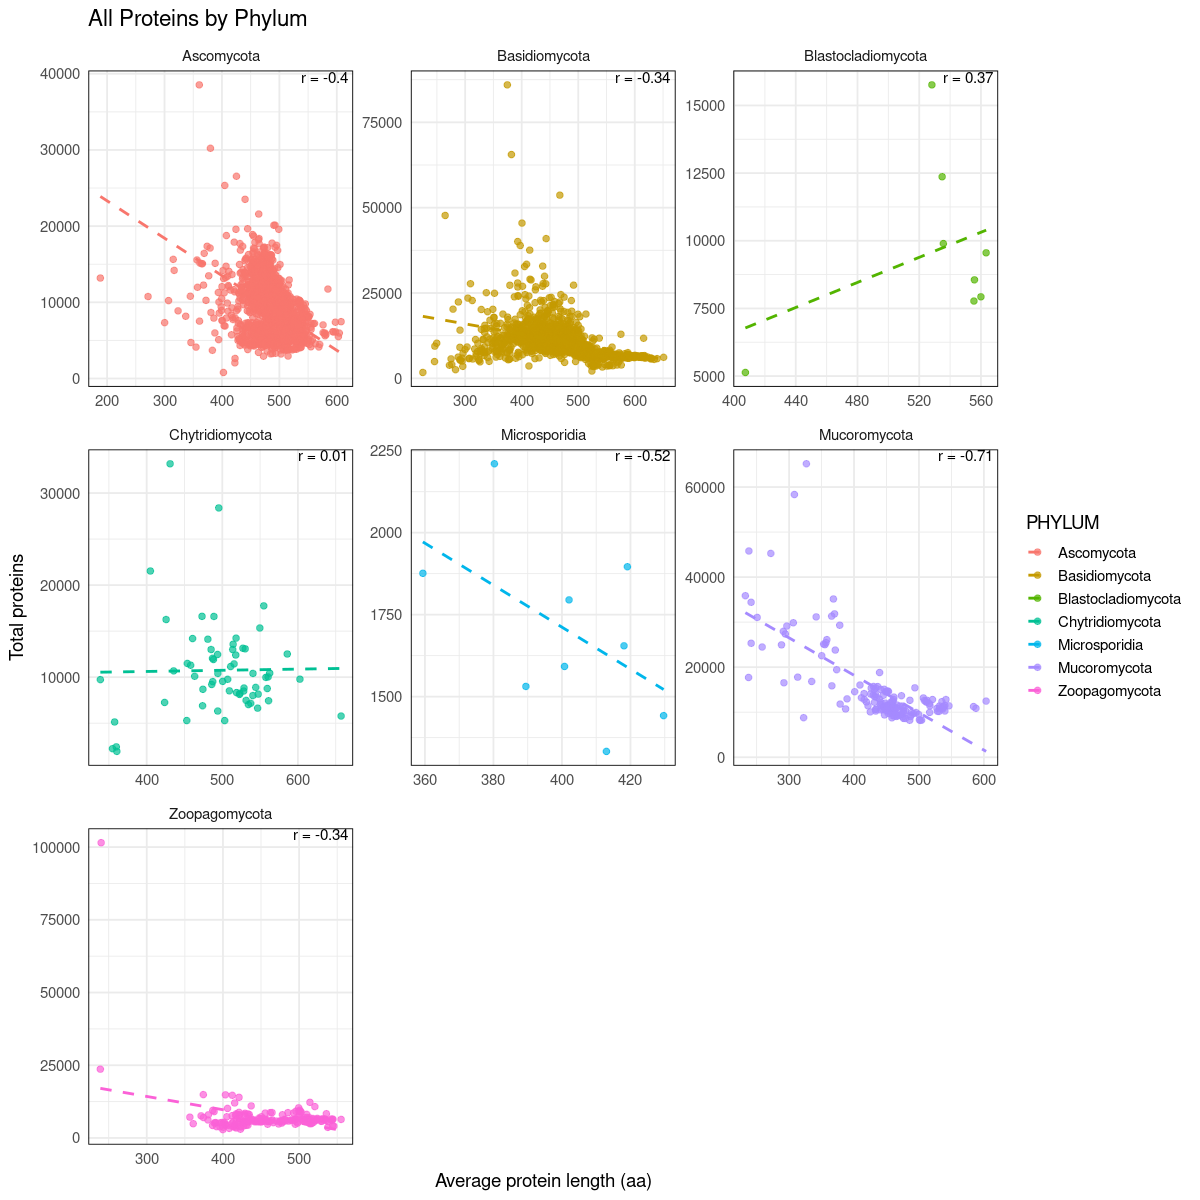 All Proteins by Phylum
Ascomycota
r = -0.4
40000
30000
20000
10000
0
200 300 400 500 600
Basidiomycota
r = -0.34
75000
50000
25000
0
300 400 500 600
Blastocladiomycota
r = 0.37
15000
12500
10000
7500
5000
400 440 480 520 560
Chytridiomycota
r = 0.01
30000
20000
10000
400 500 600
Microsporidia
r = -0.52
2250
2000
1750
1500
360 380 400 420
Mucoromycota
r = -0.71
60000
40000
20000
0
300 400 500 600
Zoopagomycota
r = -0.34
100000
75000
50000
25000
0
300 400 500
Total proteins
Average protein length (aa)
PHYLUM
Ascomycota
Basidiomycota
Blastocladiomycota
Chytridiomycota
Microsporidia
Mucoromycota
Zoopagomycota